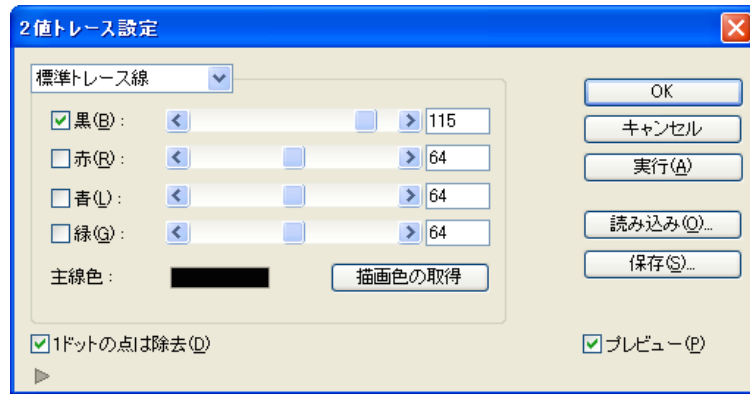 2値トレース設定
標準トレース線
黒(B): 115
赤(R): 64
青(L): 64
緑(G): 64
主線色: 描画色の取得
1ドットの点は除去(D)
OK
キャンセル
実行(A)
読み込み(O)...
保存(S)...
プレビュー(P)